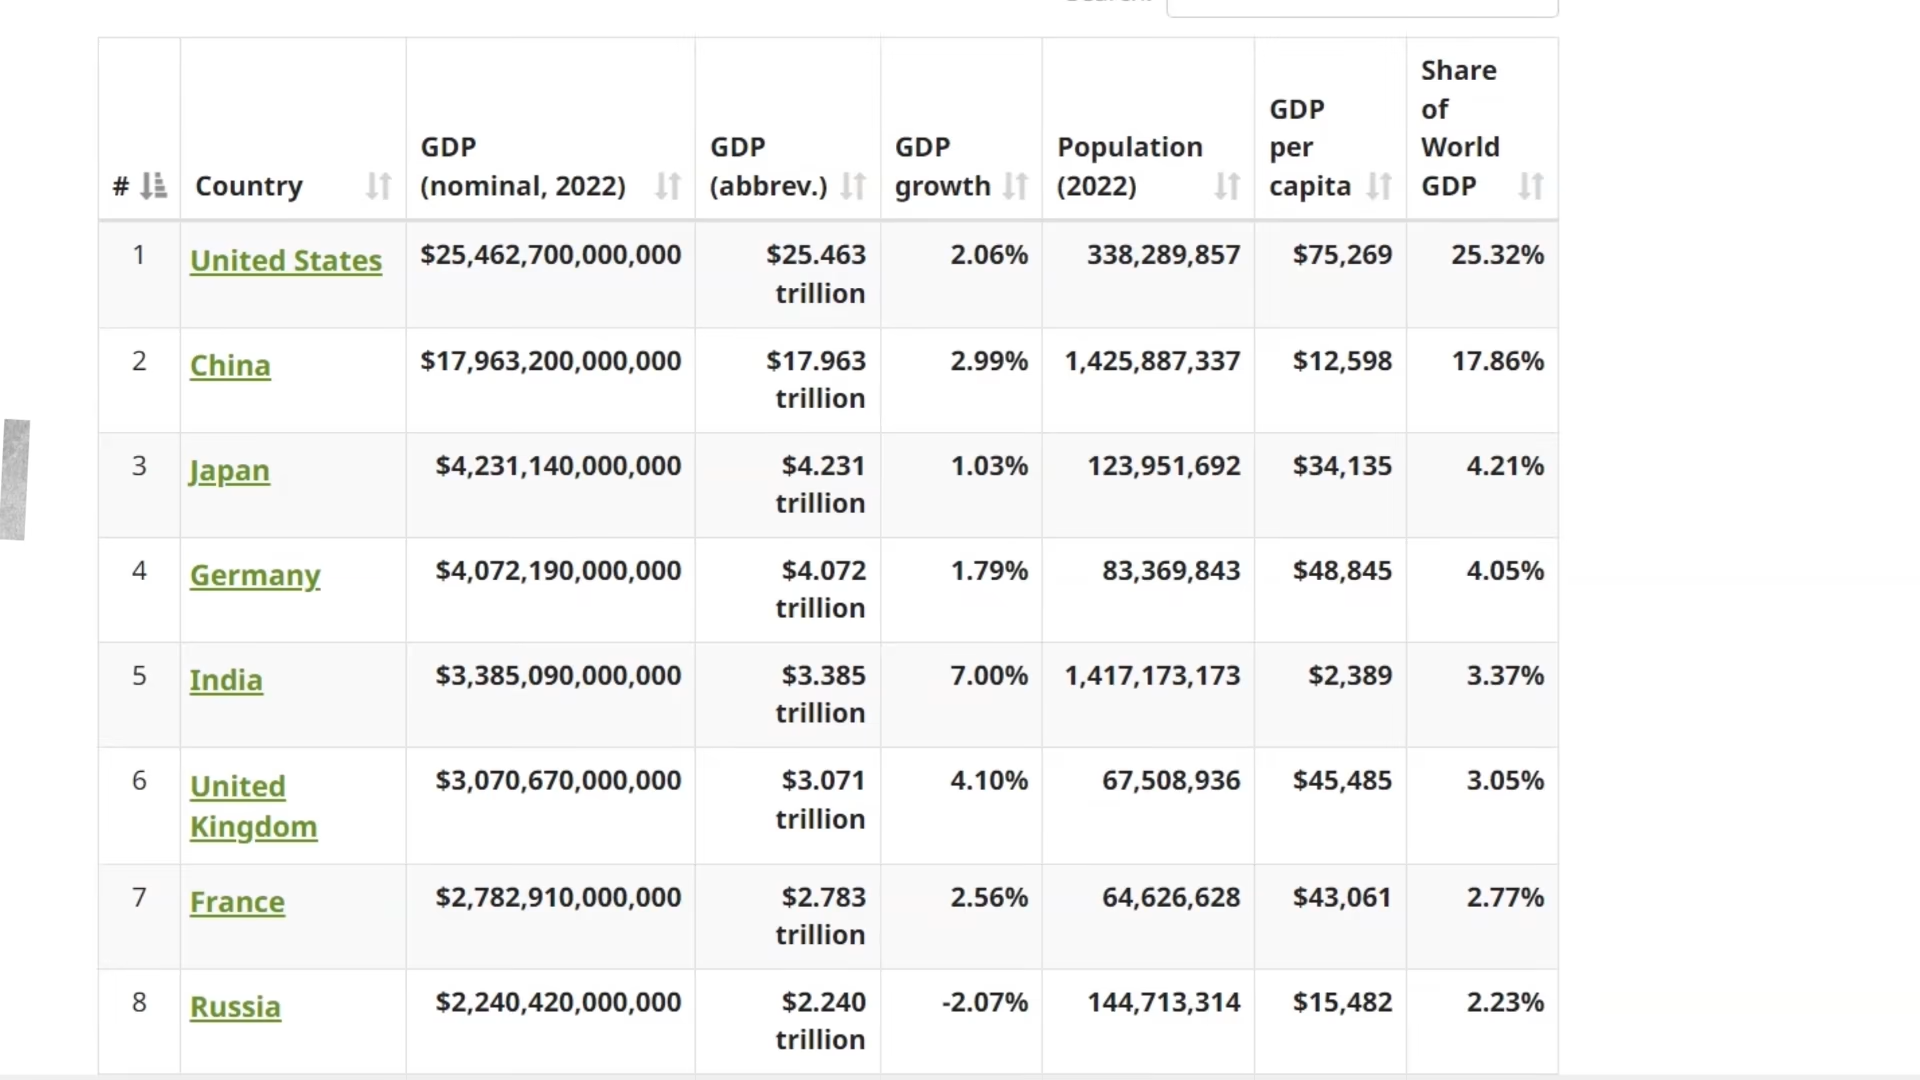 # Country GDP (nominal, 2022) GDP (abbrev.) GDP growth Population (2022) GDP per capita Share of World GDP
1 United States $25,462,700,000,000 $25.463 trillion 2.06% 338,289,857 $75,269 25.32%
2 China $17,963,200,000,000 $17.963 trillion 2.99% 1,425,887,337 $12,598 17.86%
3 Japan $4,231,140,000,000 $4.231 trillion 1.03% 123,951,692 $34,135 4.21%
4 Germany $4,072,190,000,000 $4.072 trillion 1.79% 83,369,843 $48,845 4.05%
5 India $3,385,090,000,000 $3.385 trillion 7.00% 1,417,173,173 $2,389 3.37%
6 United Kingdom $3,070,670,000,000 $3.071 trillion 4.10% 67,508,936 $45,485 3.05%
7 France $2,782,910,000,000 $2.783 trillion 2.56% 64,626,628 $43,061 2.77%
8 Russia $2,240,420,000,000 $2.240 trillion -2.07% 144,713,314 $15,482 2.23%